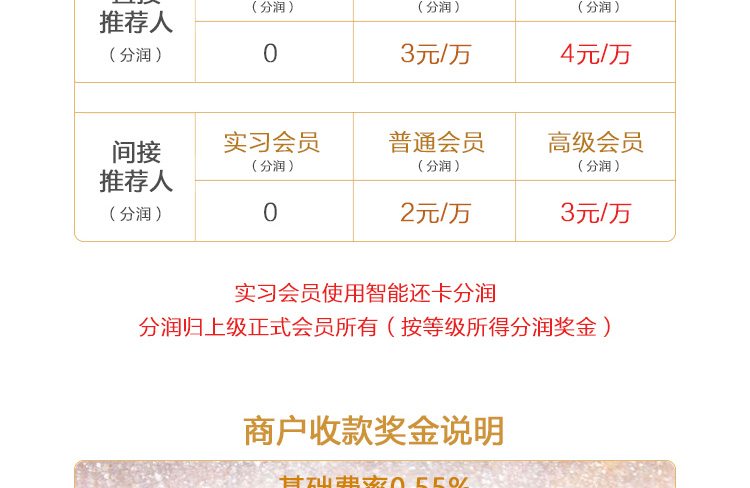 （分润） （分润） （分润）
推荐人
（分润） 0 3元/万 4元/万
间接
推荐人
（分润）
实习会员 普通会员 高级会员
（分润） （分润） （分润）
0 2元/万 3元/万
实习会员使用智能还卡分润
分润归上级正式会员所有（按等级所得分润奖金）
商户收款奖金说明
基础费率0.55%